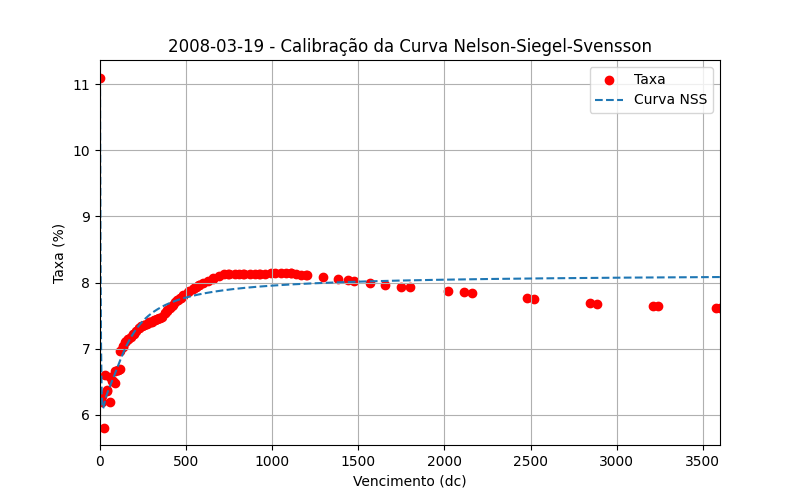 2008-03-19 - Calibração da Curva Nelson-Siegel-Svensson
Taxa
Curva NSS
Taxa (%)
11
10
9
8
7
6
0 500 1000 1500 2000 2500 3000 3500
Vencimento (dc)